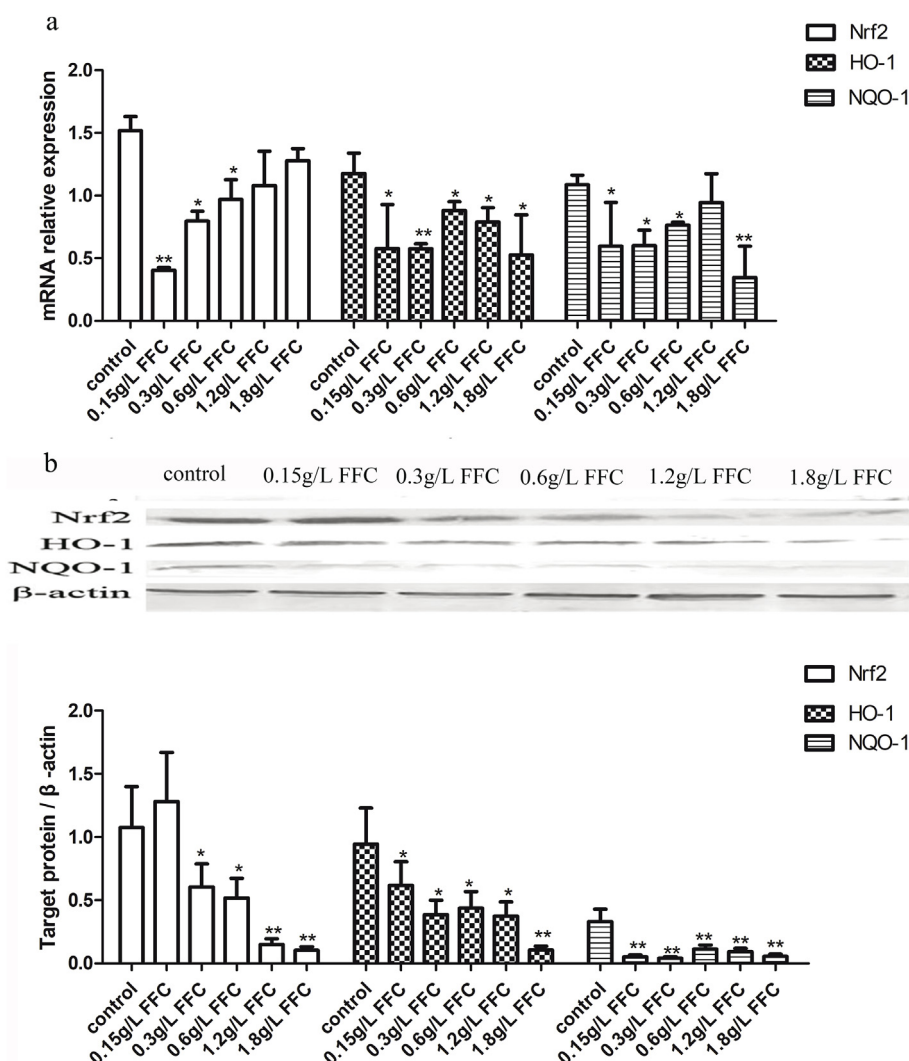 a
Nrf2
HO-1
NQO-1
mRNA relative expression
2.0
1.5
1.0
0.5
0.0
** * *
* ** * * *
* * * **
control 0.15g/L FFC 0.3g/L FFC 0.6g/L FFC 1.2g/L FFC 1.8g/L FFC
control 0.15g/L FFC 0.3g/L FFC 0.6g/L FFC 1.2g/L FFC 1.8g/L FFC
control 0.15g/L FFC 0.3g/L FFC 0.6g/L FFC 1.2g/L FFC 1.8g/L FFC
b
control 0.15g/L FFC 0.3g/L FFC 0.6g/L FFC 1.2g/L FFC 1.8g/L FFC
Nrf2
HO-1
NQO-1
β-actin
Nrf2
HO-1
NQO-1
Target protein / β -actin
2.0
1.5
1.0
0.5
0.0
* * ** **
* * * * **
** ** ** ** **
control 0.15g/L FFC 0.3g/L FFC 0.6g/L FFC 1.2g/L FFC 1.8g/L FFC
control 0.15g/L FFC 0.3g/L FFC 0.6g/L FFC 1.2g/L FFC 1.8g/L FFC
control 0.15g/L FFC 0.3g/L FFC 0.6g/L FFC 1.2g/L FFC 1.8g/L FFC